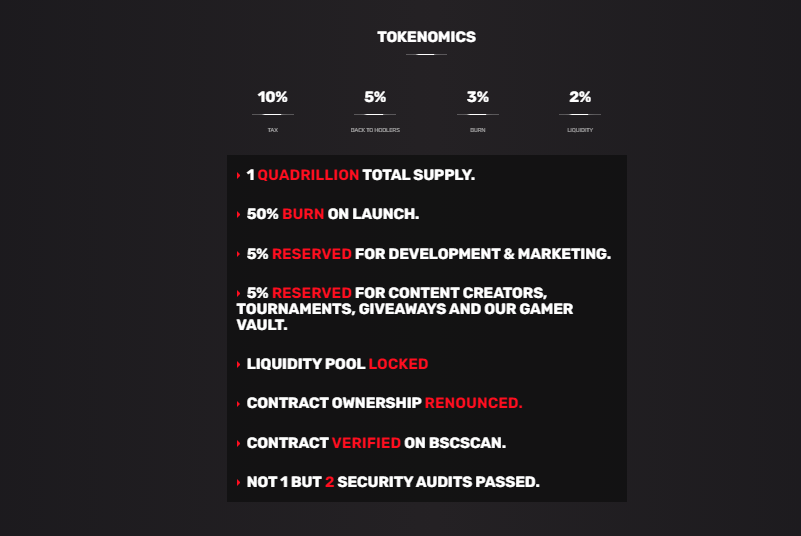 TOKENOMICS
10% 5% 3% 2%
TAX BACK TO HODLERS BURN LIQUIDITY
1 QUADRILLION TOTAL SUPPLY.
50% BURN ON LAUNCH.
5% RESERVED FOR DEVELOPMENT & MARKETING.
5% RESERVED FOR CONTENT CREATORS,
TOURNAMENTS, GIVEAWAYS AND OUR GAMER
VAULT.
LIQUIDITY POOL LOCKED
CONTRACT OWNERSHIP RENOUNCED.
CONTRACT VERIFIED ON BSCSCAN.
NOT 1 BUT 2 SECURITY AUDITS PASSED.